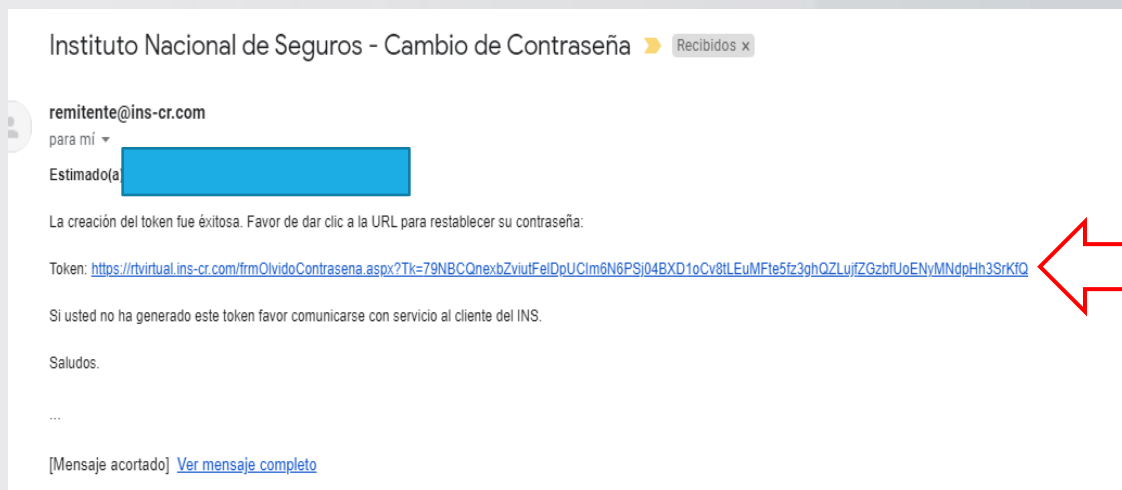 Instituto Nacional de Seguros - Cambio de Contraseña Recibidos x
remitente@ins-cr.com
para mí
Estimado(a)
La creación del token fue éxitosa. Favor de dar clic a la URL para restablecer su contraseña:
Token: https://rtvirtual.ins-cr.com/frmOlvidoContrasena.aspx?Tk=79NBCQnexbZviutFelDpUClm6N6PSj04BXD1oCv8tLEuMFte5fz3ghQZLujfZGzbfUoENyMNdpHh3SrKfQ
Si usted no ha generado este token favor comunicarse con servicio al cliente del INS.
Saludos.
...
[Mensaje acortado] Ver mensaje completo